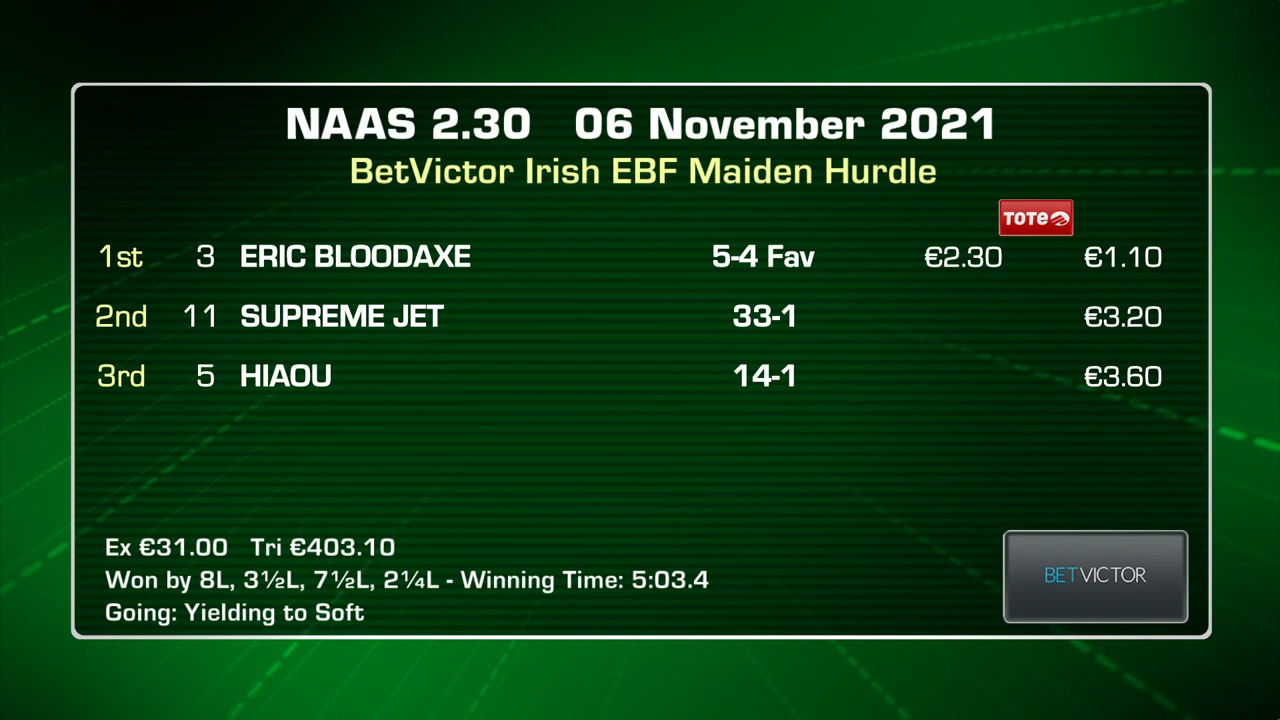 NAAS 2.30 06 November 2021
BetVictor Irish EBF Maiden Hurdle
TOTE
1st 3 ERIC BLOODAXE 5-4 Fav €2.30 €1.10
2nd 11 SUPREME JET 33-1 €3.20
3rd 5 HIAOU 14-1 €3.60
Ex €31.00 Tri €403.10
Won by 8L, 3½L, 7½L, 2¼L - Winning Time: 5:03.4
Going: Yielding to Soft
BETVICTOR